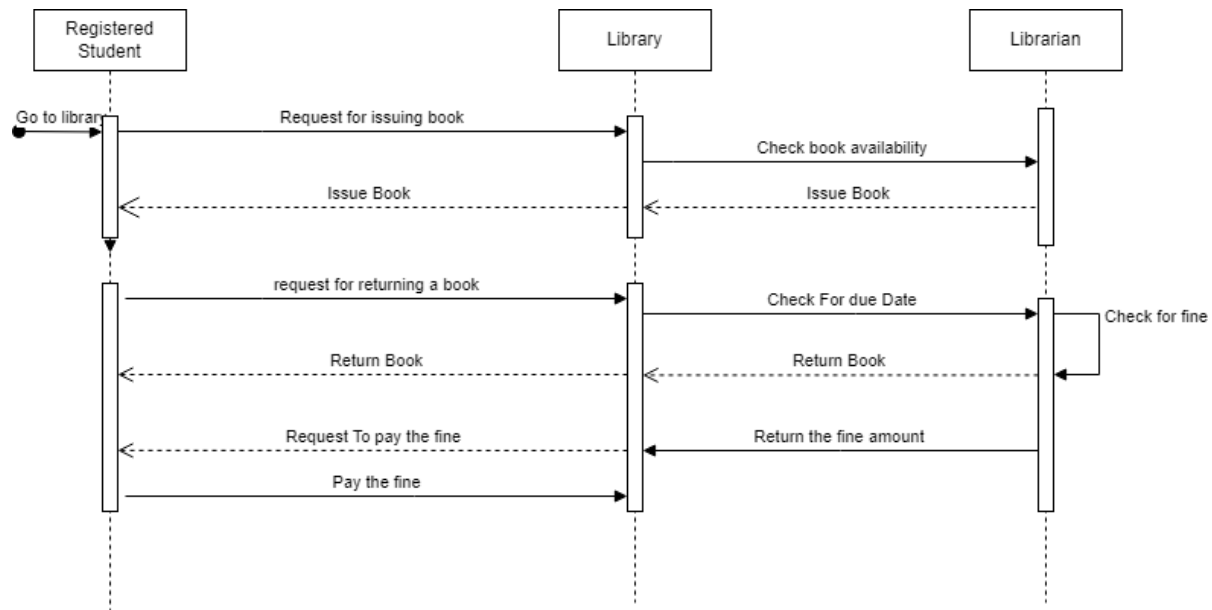 Registered
Student
Library
Librarian
Go to library
Request for issuing book
Check book availability
Issue Book
Issue Book
request for returning a book
Check For due Date
Check for fine
Return Book
Return Book
Request To pay the fine
Return the fine amount
Pay the fine